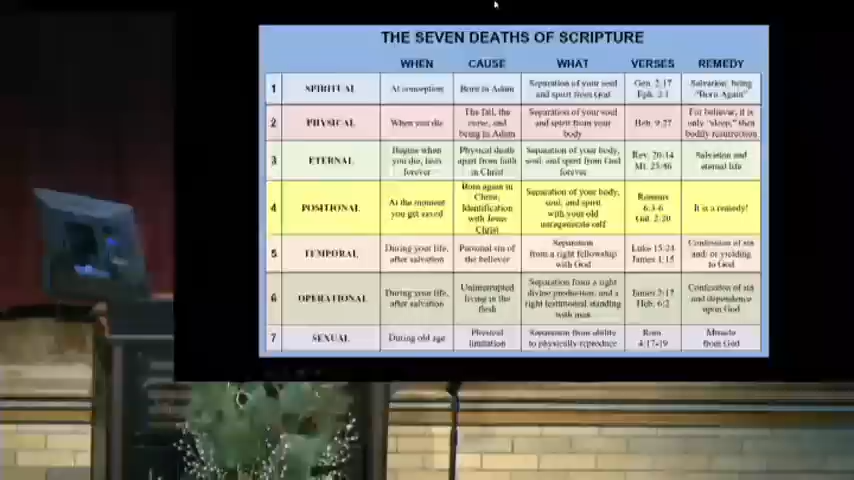 THE SEVEN DEATHS OF SCRIPTURE
WHEN CAUSE WHAT VERSES REMEDY
1 SPIRITUAL At conception Born in Adam Separation of your soul and spirit from God Gen. 2:17 Eph. 2:1 Salvation: being "Born Again"
2 PHYSICAL When you die The fall, the curse, and being in Adam Separation of your soul and spirit from your body Heb. 9:27 For believer, it is only "sleep," then bodily resurrection
3 ETERNAL Begins when you die, lasts forever Physical death apart from faith in Christ Separation of your body, soul, and spirit from God forever Rev. 20:14 Mt. 25:46 Salvation and eternal life
4 POSITIONAL At the moment you get saved Born again in Christ, Identification with Jesus Christ Separation of your body, soul, and spirit with your old unregenerate self Romans 6:3-6 Gal. 2:20 It is a remedy!
5 TEMPORAL During your life, after salvation Personal sin of the believer Separation from a right fellowship with God Luke 15:24 James 1:15 Confession of sin and/or yielding to God
6 OPERATIONAL During your life, after salvation Uninterrupted living in the flesh Separation from a right divine production, and a right testimonial standing with man James 2:17 Heb. 6:2 Confession of sin and dependence upon God
7 SEXUAL During old age Physical limitation Separation from ability to physically reproduce Rom 4:17-19 Miracle from God